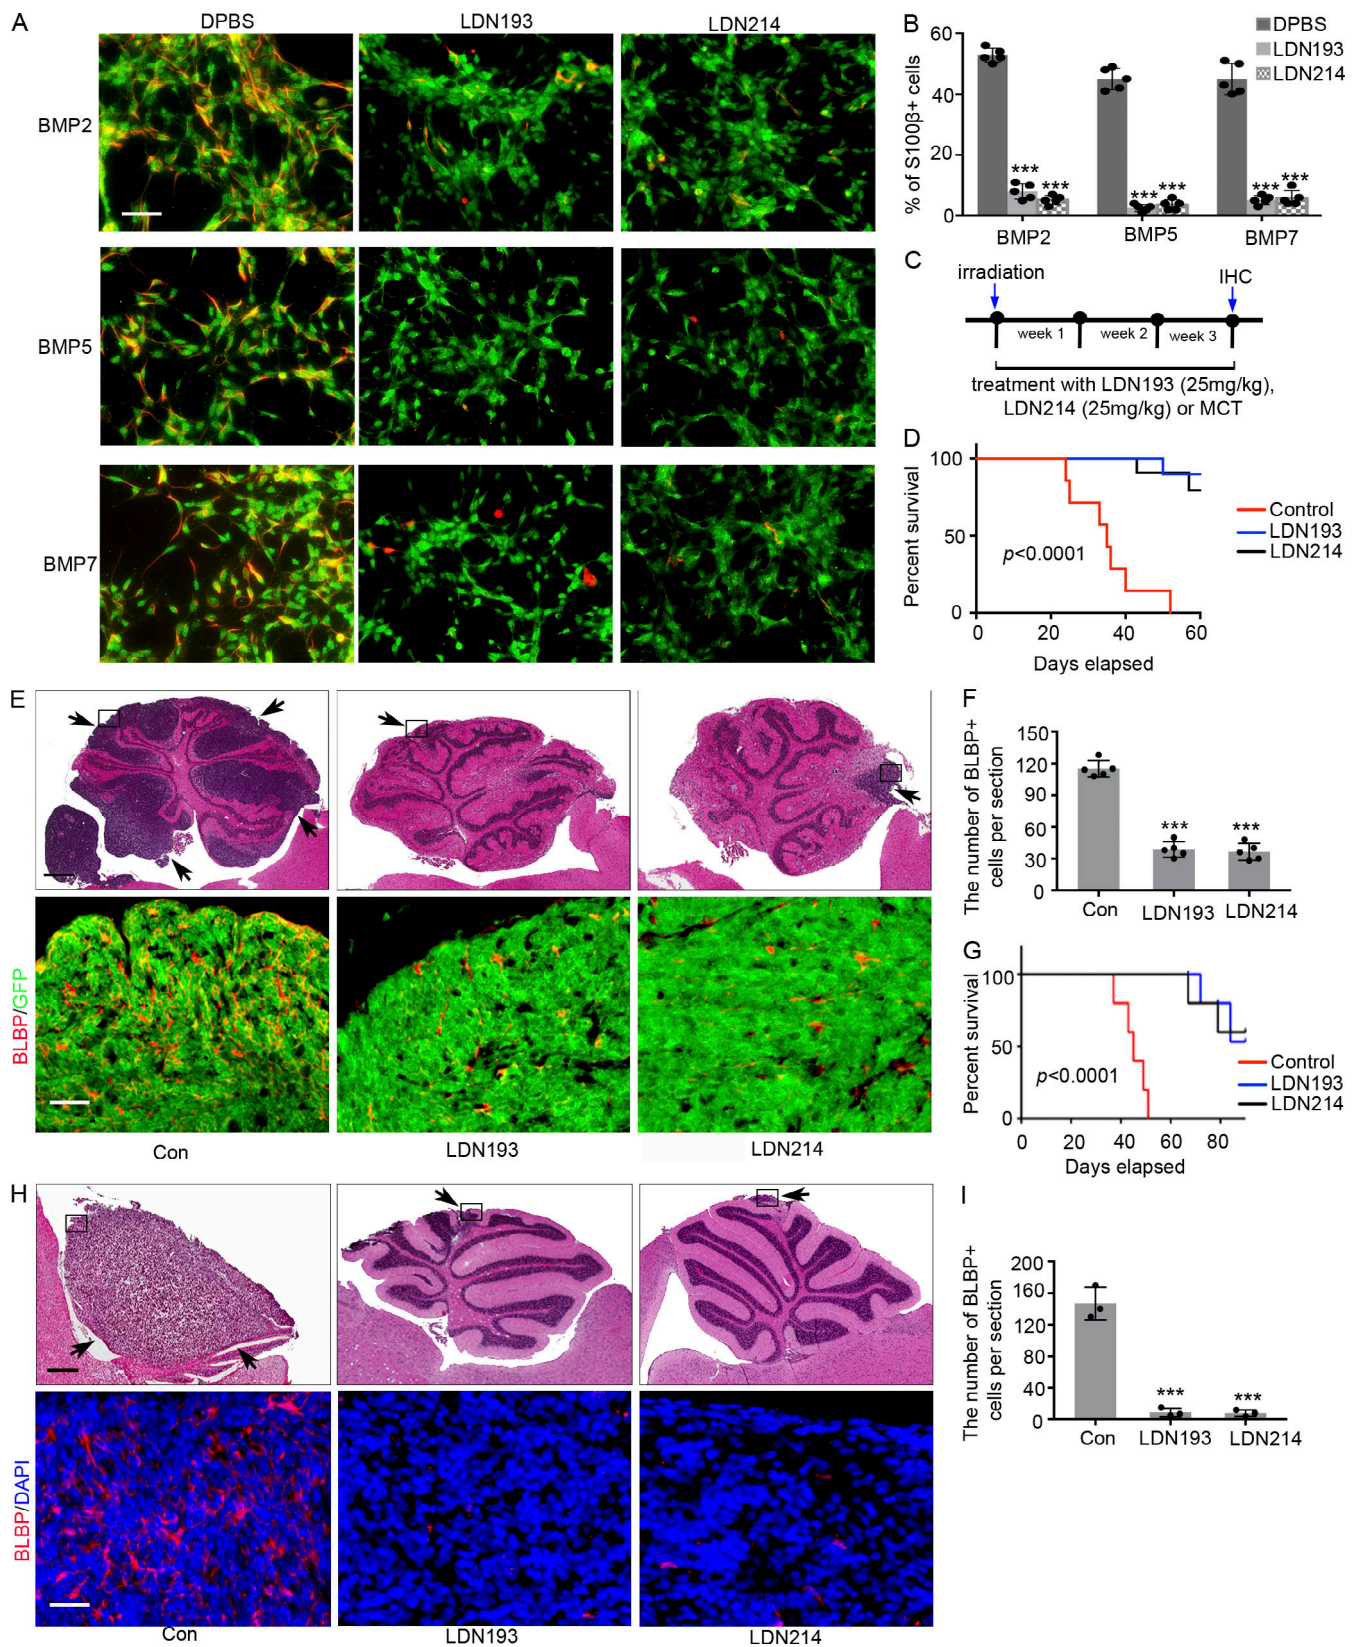 A
DPBS
LDN193
LDN214
BMP2
BMP5
BMP7
B
DPBS
LDN193
LDN214
% of S100β+ cells
60
40
20
0
***
***
***
***
***
***
BMP2
BMP5
BMP7
C
irradiation
IHC
week 1
week 2
week 3
treatment with LDN193 (25mg/kg),
LDN214 (25mg/kg) or MCT
D
Percent survival
100
50
0
p<0.0001
Control
LDN193
LDN214
0
20
40
60
Days elapsed
E
BLBP/GFP
Con
LDN193
LDN214
F
The number of BLBP+
cells per section
150
120
90
60
30
0
***
***
Con
LDN193
LDN214
G
Percent survival
100
50
0
p<0.0001
Control
LDN193
LDN214
0
20
40
60
80
Days elapsed
H
BLBP/DAPI
Con
LDN193
LDN214
I
The number of BLBP+
cells per section
200
160
120
80
40
0
***
***
Con
LDN193
LDN214